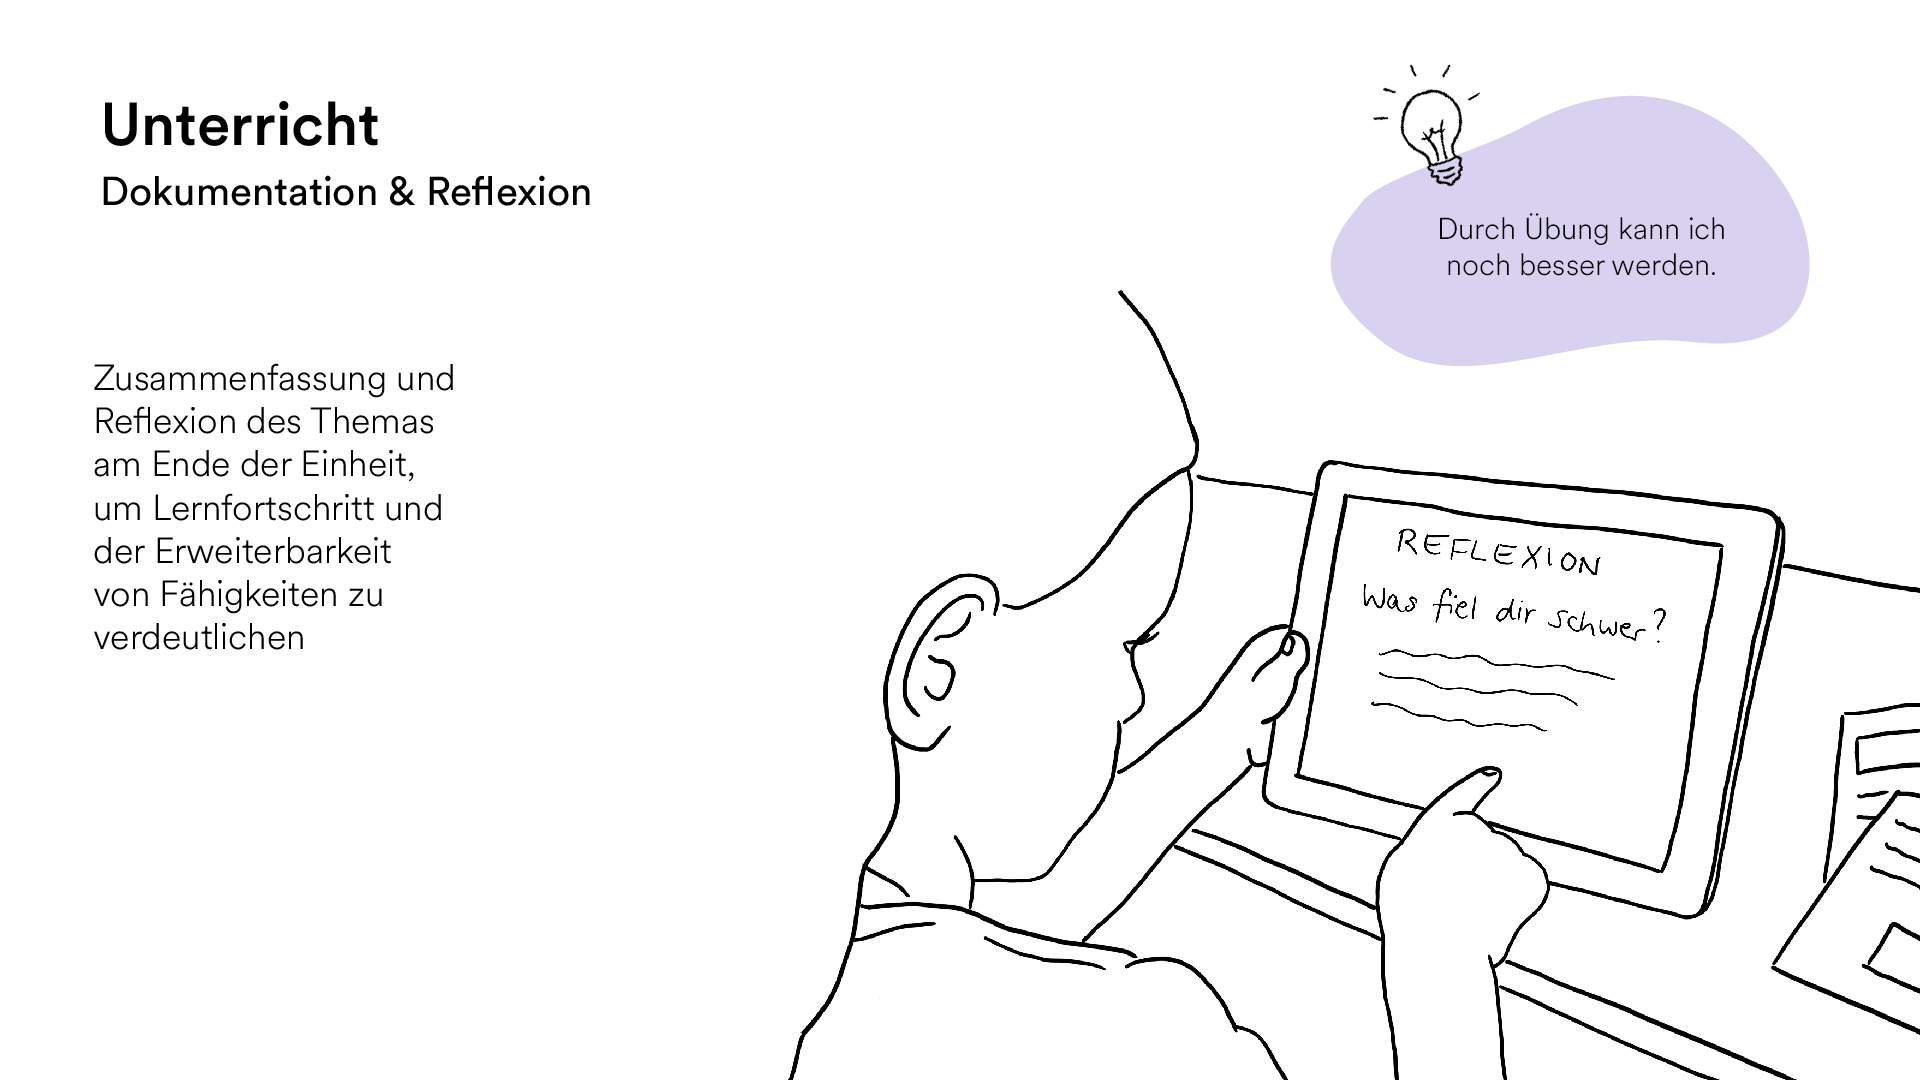 Unterricht
Dokumentation & Reflexion
Durch Übung kann ich
noch besser werden.
Zusammenfassung und
Reflexion des Themas
am Ende der Einheit,
um Lernfortschritt und
der Erweiterbarkeit
von Fähigkeiten zu
verdeutlichen
REFLEXION
Was fiel dir schwer?